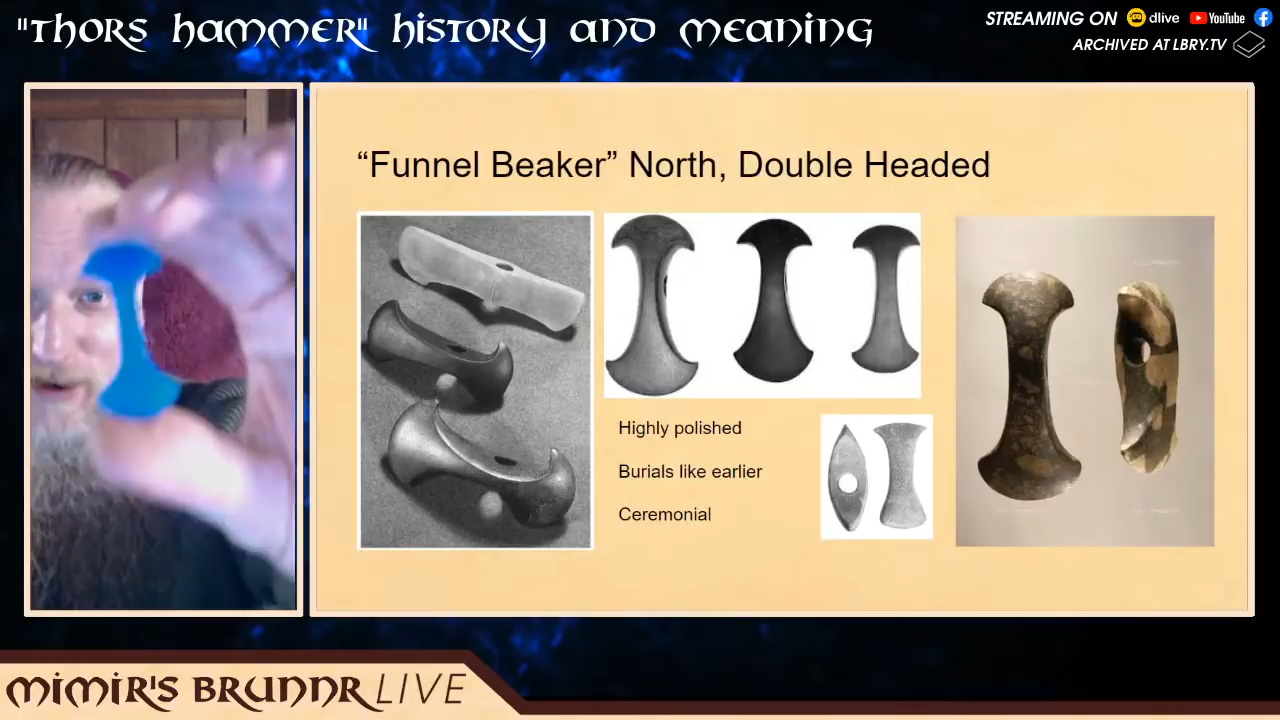 "Thors hammer" history and meaning
STREAMING ON dlive YouTube
ARCHIVED AT LBRY.TV
“Funnel Beaker” North, Double Headed
Highly polished
Burials like earlier
Ceremonial
mimir's Brunnr LIVE